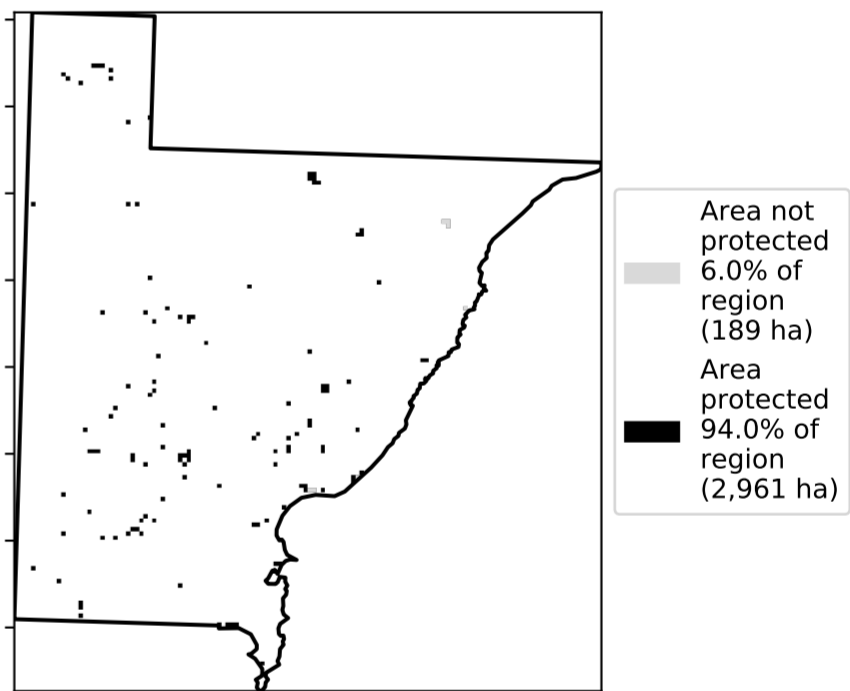 Area not
protected
6.0% of
region
(189 ha)
Area
protected
94.0% of
region
(2,961 ha)